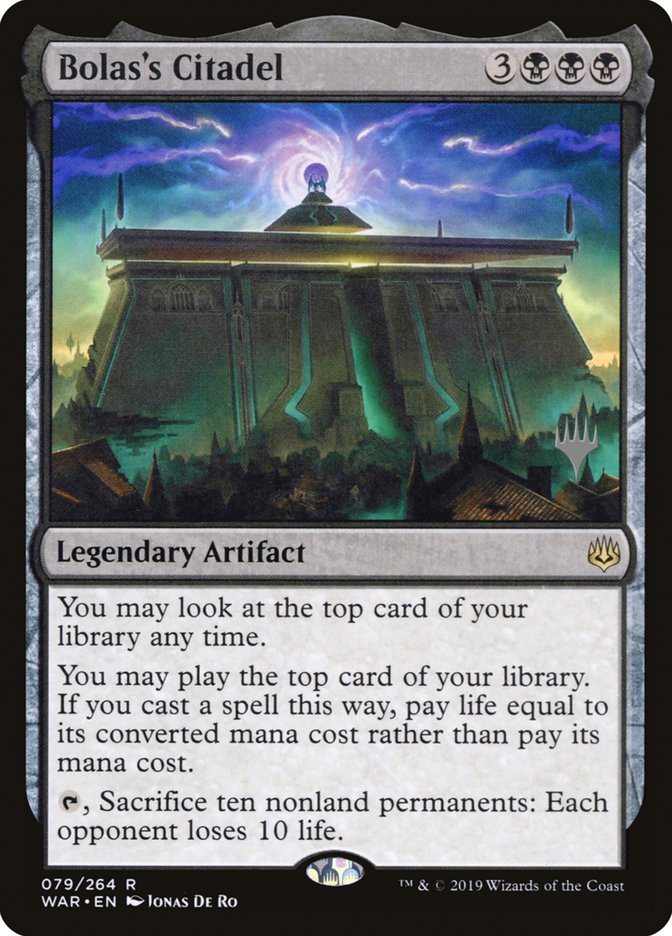 Bolas's Citadel 3
Legendary Artifact
You may look at the top card of your
library any time.
You may play the top card of your library.
If you cast a spell this way, pay life equal to
its converted mana cost rather than pay its
mana cost.
, Sacrifice ten nonland permanents: Each
opponent loses 10 life.
079/264 R
WAR • EN Jonas De Ro
™ & © 2019 Wizards of the Coast